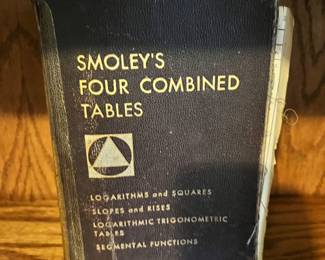 SMOLEY'S
FOUR COMBINED
TABLES
LOGARITHMS and SQUARES
SLOPES and RISES
LOGARITHMIC TRIGONOMETRIC
TABLES
SEGMENTAL FUNCTIONS